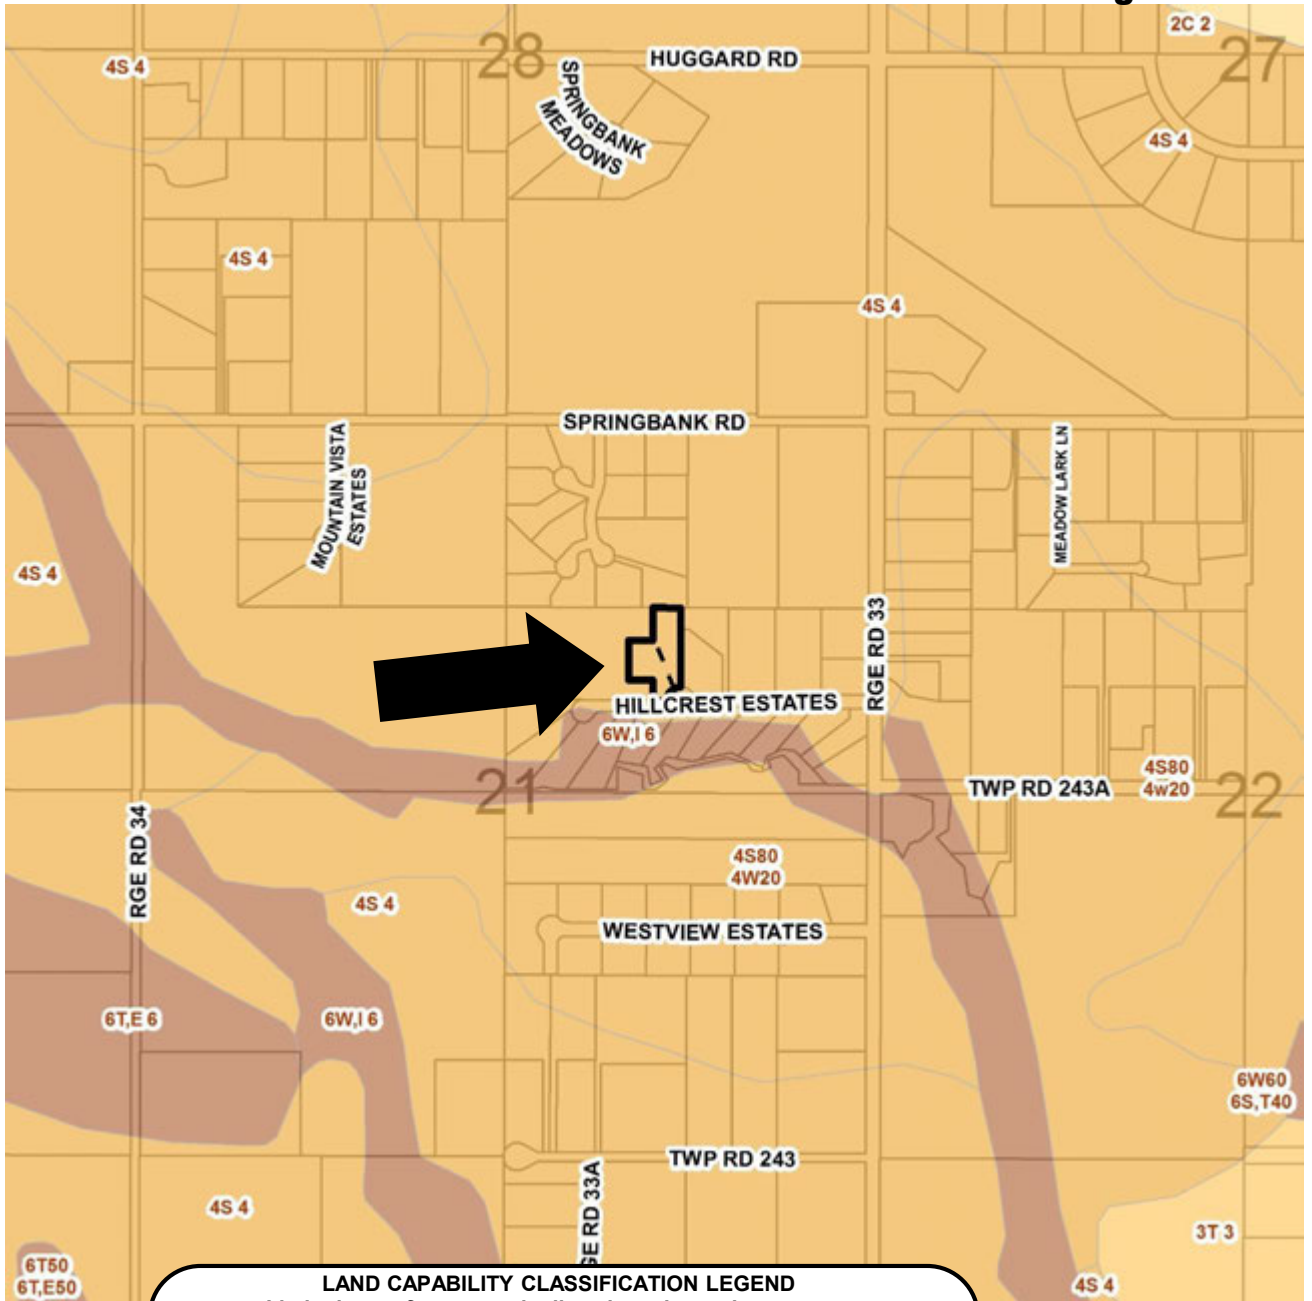 2C 2
28
HUGGARD RD
27
4S 4
SPRINGBANK
MEADOWS
4S 4
4S 4
4S 4
SPRINGBANK RD
MOUNTAIN VISTA
ESTATES
MEADOW LARK LN
4S 4
RGE RD 33
HILLCREST ESTATES
6W,I 6
21
TWP RD 243A
4S80
4w20
22
RGE RD 34
4S80
4W20
4S 4
WESTVIEW ESTATES
6T,E 6
6W,I 6
6W60
6S,T40
TWP RD 243
GE RD 33A
4S 4
3T 3
6T50
6T,E50
4S 4
LAND CAPABILITY CLASSIFICATION LEGEND